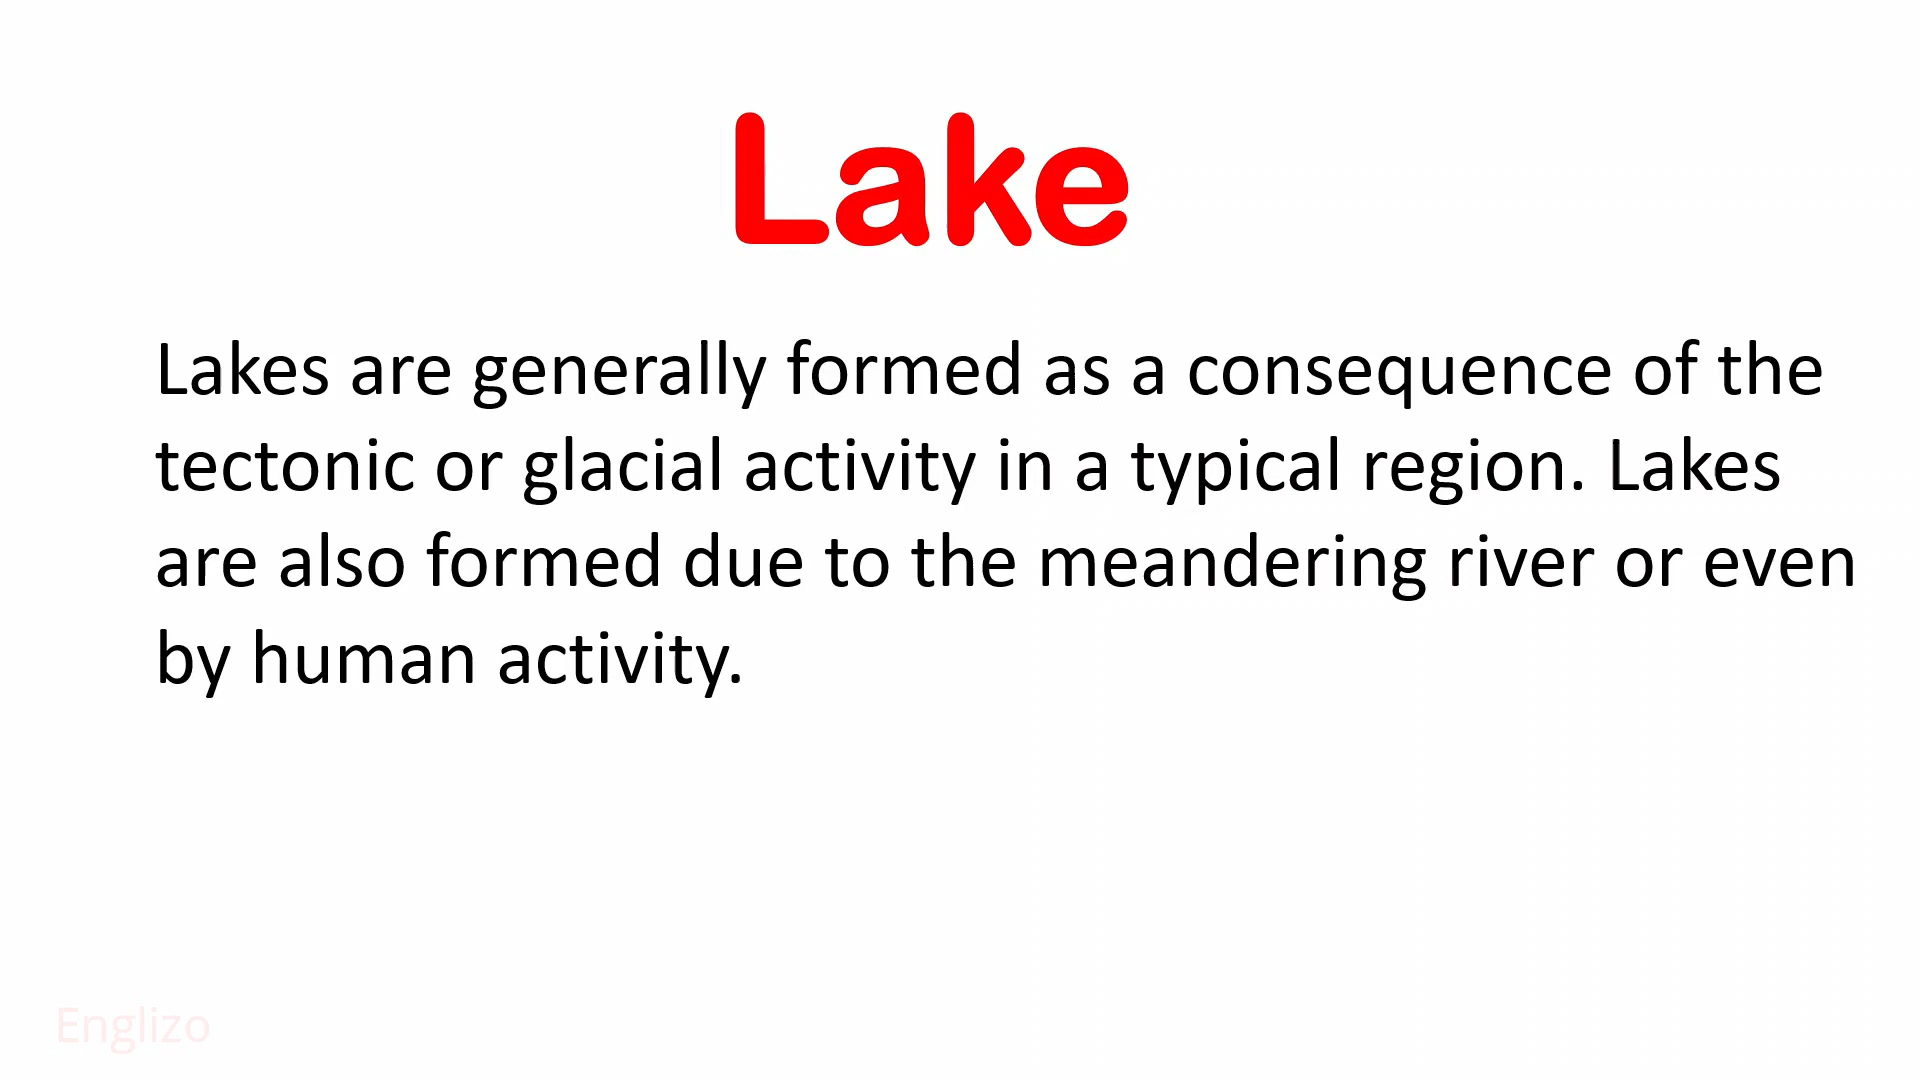 Lake
Lakes are generally formed as a consequence of the
tectonic or glacial activity in a typical region. Lakes
are also formed due to the meandering river or even
by human activity.
Englizo